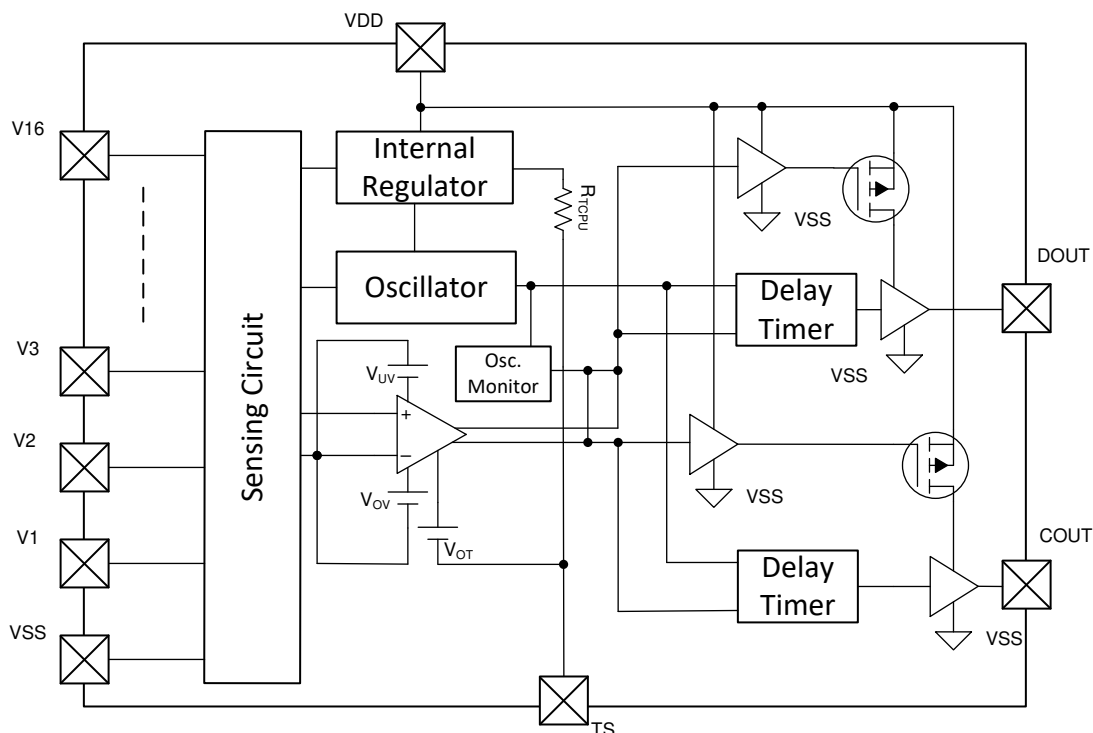 VDD
V16
Internal
Regulator
RTCPU
VSS
DOUT
Oscillator
Delay
Timer
Osc.
Monitor
VSS
V3
VUV
+
V2
Sensing Circuit
−
VSS
VOV
V1
VOT
COUT
Delay
Timer
VSS
VSS
TS